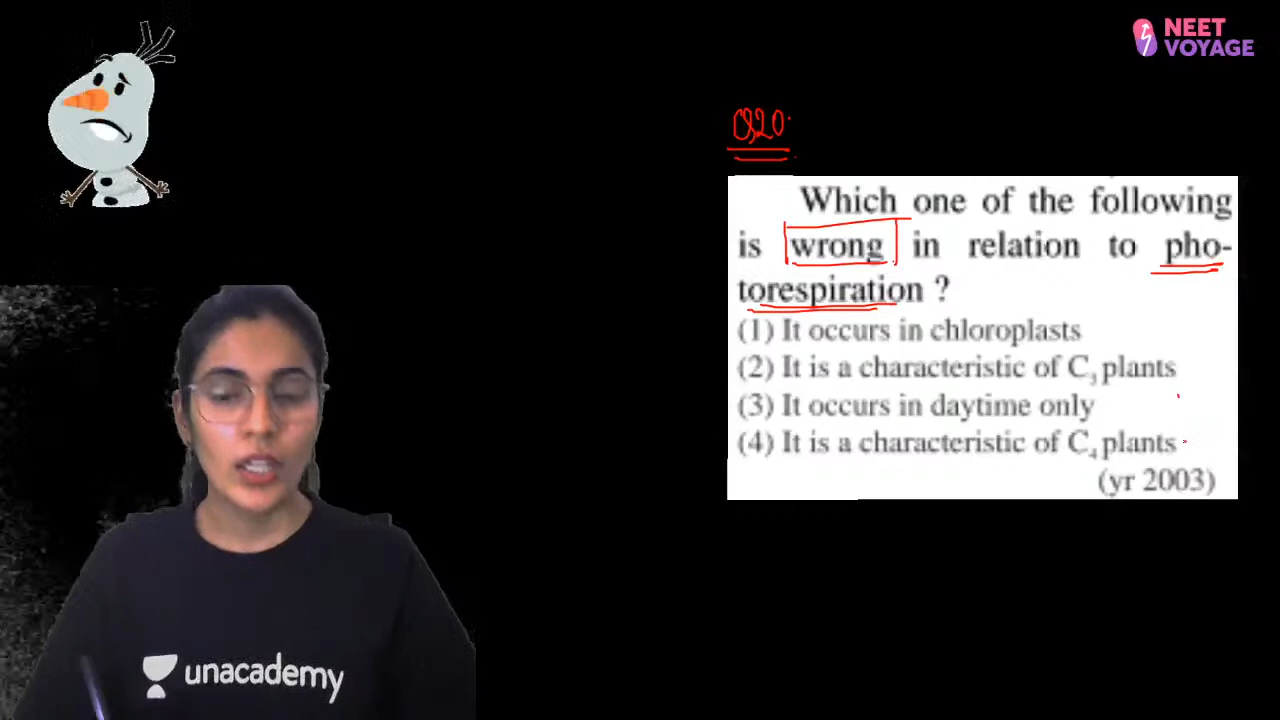 NEET
VOYAGE
Q20.
Which one of the following
is wrong in relation to pho-
torespiration ?
(1) It occurs in chloroplasts
(2) It is a characteristic of C₃ plants
(3) It occurs in daytime only
(4) It is a characteristic of C₄ plants
(yr 2003)
unacademy